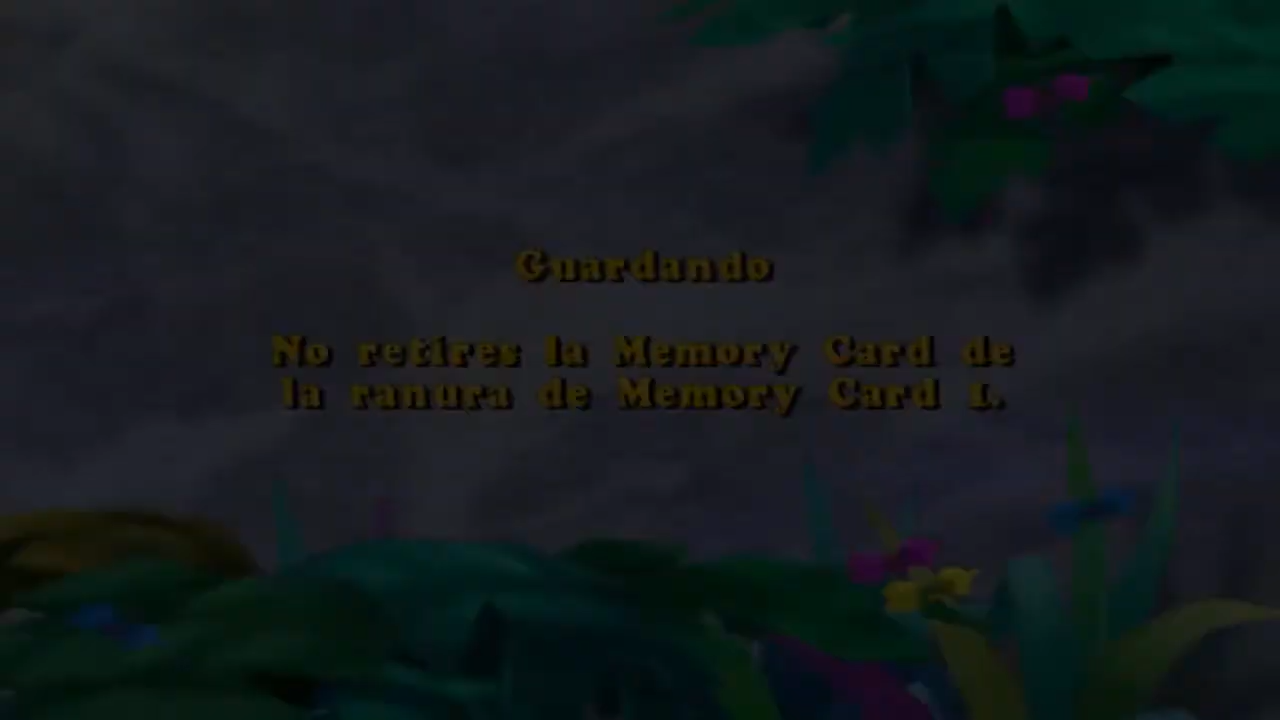 Guardando
No retires la Memory Card de
la ranura de Memory Card 1.